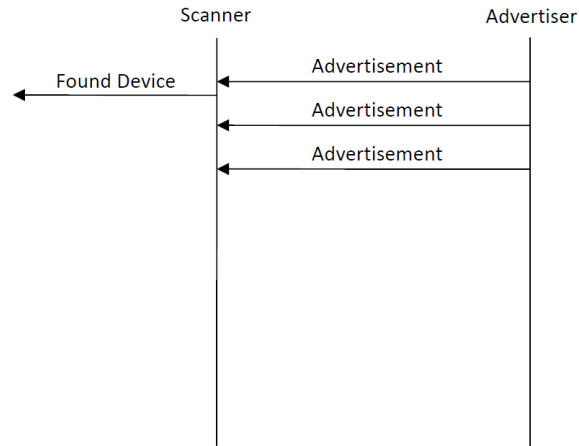 Scanner
Advertiser
Advertisement
Found Device
Advertisement
Advertisement